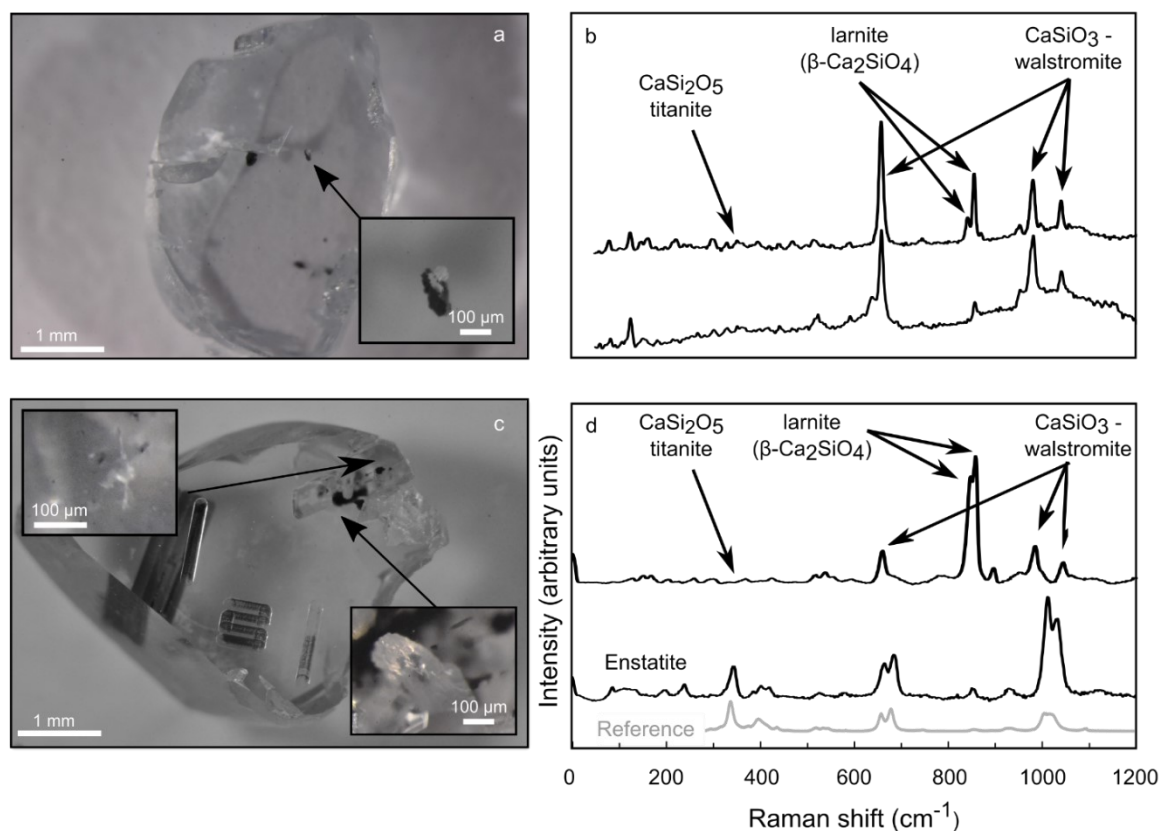 a
1 mm
100 µm
b
CaSi₂O₅
titanite
larnite
(β-Ca₂SiO₄)
CaSiO₃ -
walstromite
c
100 µm
100 µm
1 mm
d
CaSi₂O₅
titanite
larnite
(β-Ca₂SiO₄)
CaSiO₃ -
walstromite
Enstatite
Reference
Intensity (arbitrary units)
0 200 400 600 800 1000 1200
Raman shift (cm⁻¹)